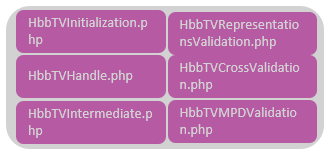 HbbTVInitialization.p
hp
HbbTVRepresentatio
nsValidation.php
HbbTVHandle.php
HbbTVCrossValidatio
n.php
HbbTVIntermediate.p
hp
HbbTVMPDValidatio
n.php